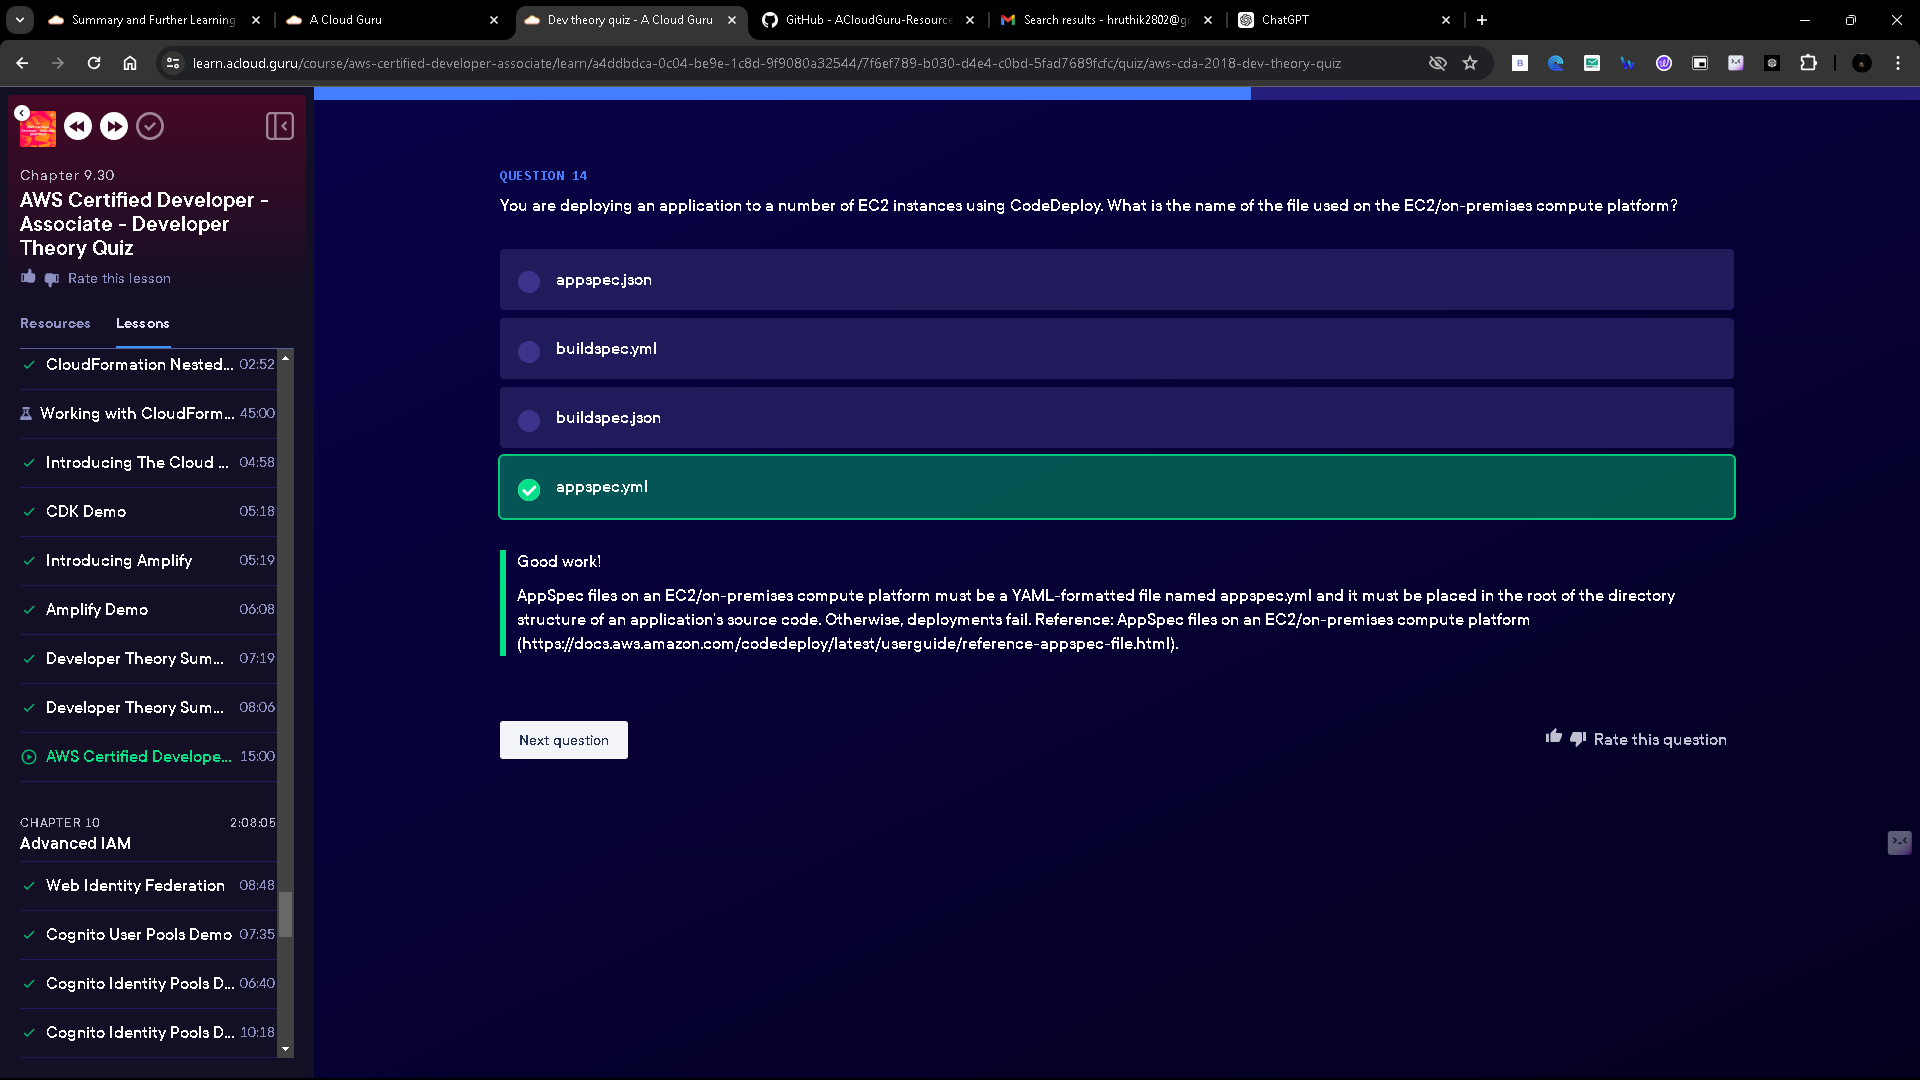 Summary and Further Learning
A Cloud Guru
Dev theory quiz - A Cloud Guru
GitHub - ACloudGuru-Resource
Search results - hruthik2802@gr
ChatGPT
learn.acloud.guru/course/aws-certified-developer-associate/learn/a4ddbdca-0c04-be9e-1c8d-9f9080a32544/7f6ef789-b030-d4e4-c0bd-5fad7689fcfc/quiz/aws-cda-2018-dev-theory-quiz
Chapter 9.30
AWS Certified Developer -
Associate - Developer
Theory Quiz
Rate this lesson
Resources
Lessons
CloudFormation Nested... 02:52
Working with CloudForm... 45:00
Introducing The Cloud ... 04:58
CDK Demo 05:18
Introducing Amplify 05:19
Amplify Demo 06:08
Developer Theory Sum... 07:19
Developer Theory Sum... 08:06
AWS Certified Develope... 15:00
CHAPTER 10 2:08:05
Advanced IAM
Web Identity Federation 08:48
Cognito User Pools Demo 07:35
Cognito Identity Pools D... 06:40
Cognito Identity Pools D... 10:18
QUESTION 14
You are deploying an application to a number of EC2 instances using CodeDeploy. What is the name of the file used on the EC2/on-premises compute platform?
appspec.json
buildspec.yml
buildspec.json
appspec.yml
Good work!
AppSpec files on an EC2/on-premises compute platform must be a YAML-formatted file named appspec.yml and it must be placed in the root of the directory
structure of an application's source code. Otherwise, deployments fail. Reference: AppSpec files on an EC2/on-premises compute platform
(https://docs.aws.amazon.com/codedeploy/latest/userguide/reference-appspec-file.html).
Next question
Rate this question